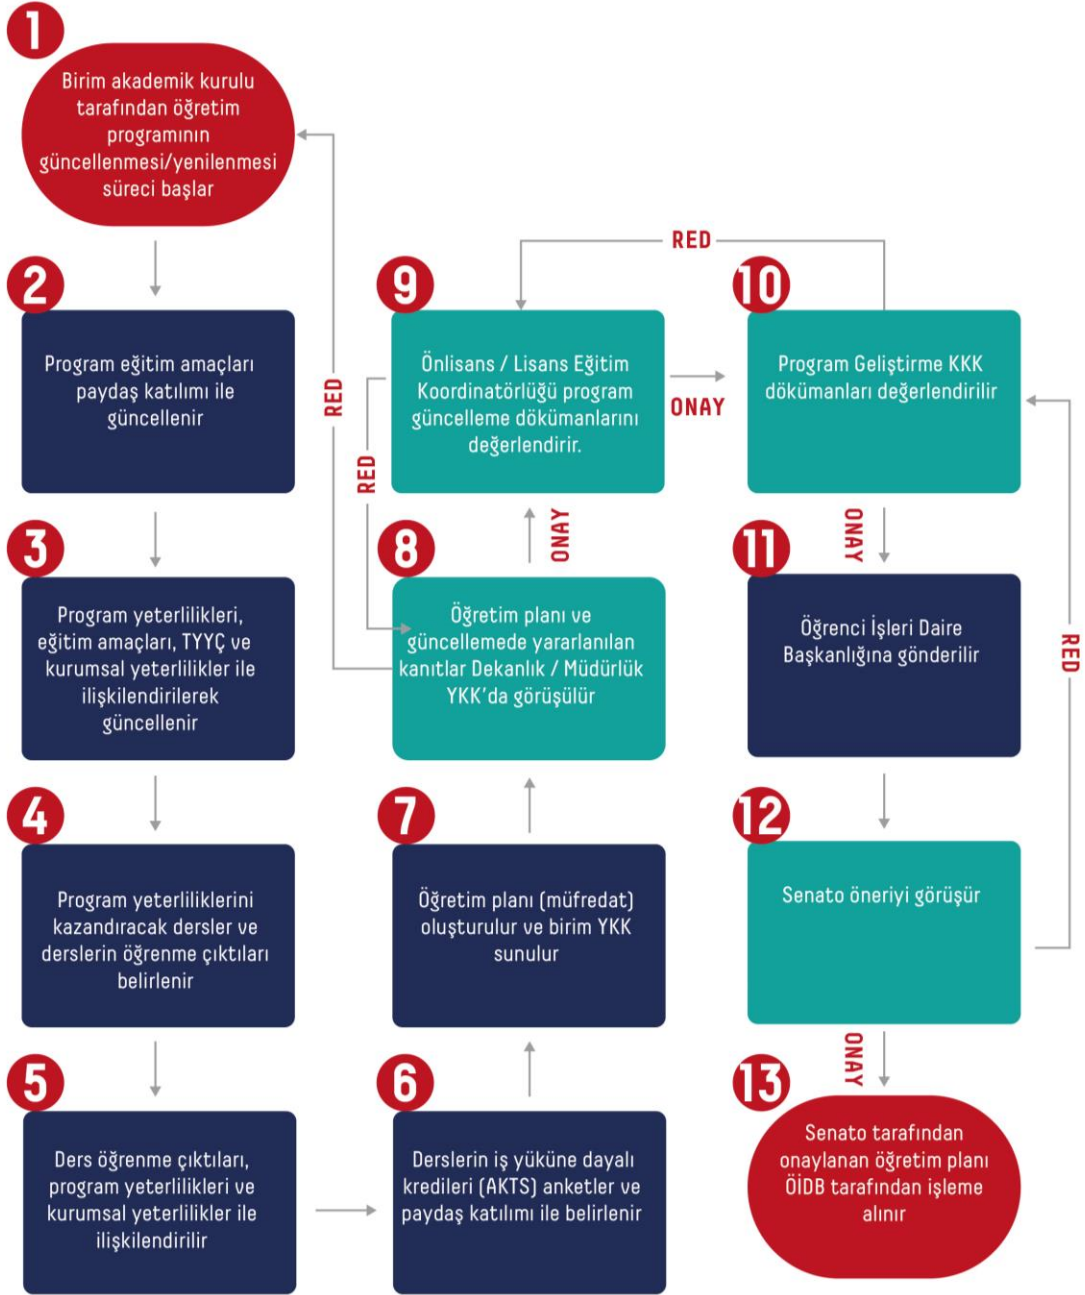 1
Birim akademik kurulu
tarafından öğretim
programının
güncellenmesi/yenilenmesi
süreci başlar
2
Program eğitim amaçları
paydaş katılımı ile
güncellenir
3
Program yeterlilikleri,
eğitim amaçları, TYYÇ ve
kurumsal yeterlilikler ile
ilişkilendirilerek
güncellenir
4
Program yeterliliklerini
kazandıracak dersler ve
derslerin öğrenme çıktıları
belirlenir
5
Ders öğrenme çıktıları,
program yeterlilikleri ve
kurumsal yeterlilikler ile
ilişkilendirilir
6
Derslerin iş yüküne dayalı
kredileri (AKTS) anketler ve
paydaş katılımı ile belirlenir
7
Öğretim planı (müfredat)
oluşturulur ve birim YKK
sunulur
8
Öğretim planı ve
güncellemede yararlanılan
kanıtlar Dekanlık / Müdürlük
YKK'da görüşülür
RED
ONAY
9
Önlisans / Lisans Eğitim
Koordinatörlüğü program
güncelleme dökümanlarını
değerlendirir.
RED
ONAY
10
Program Geliştirme KKK
dökümanları değerlendirilir
RED
ONAY
11
Öğrenci İşleri Daire
Başkanlığına gönderilir
12
Senato öneriyi görüşür
RED
ONAY
13
Senato tarafından
onaylanan öğretim planı
ÖİDB tarafından işleme
alınır